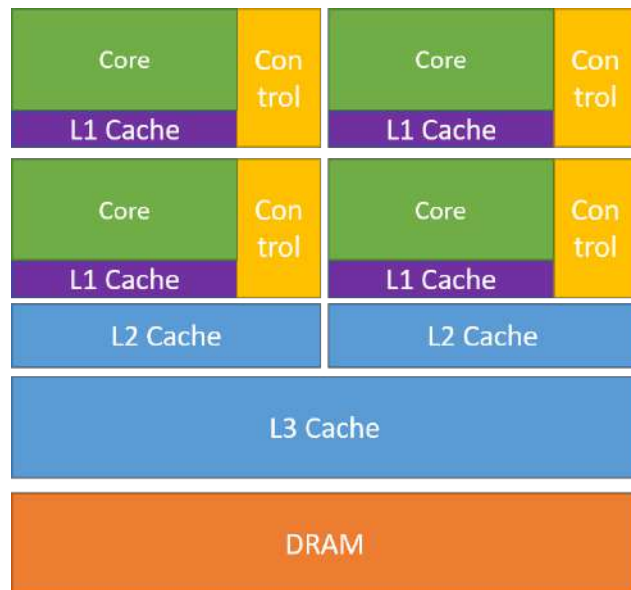 Core
Con
trol
L1 Cache
Core
Con
trol
L1 Cache
Core
Con
trol
L1 Cache
Core
Con
trol
L1 Cache
L2 Cache
L2 Cache
L3 Cache
DRAM